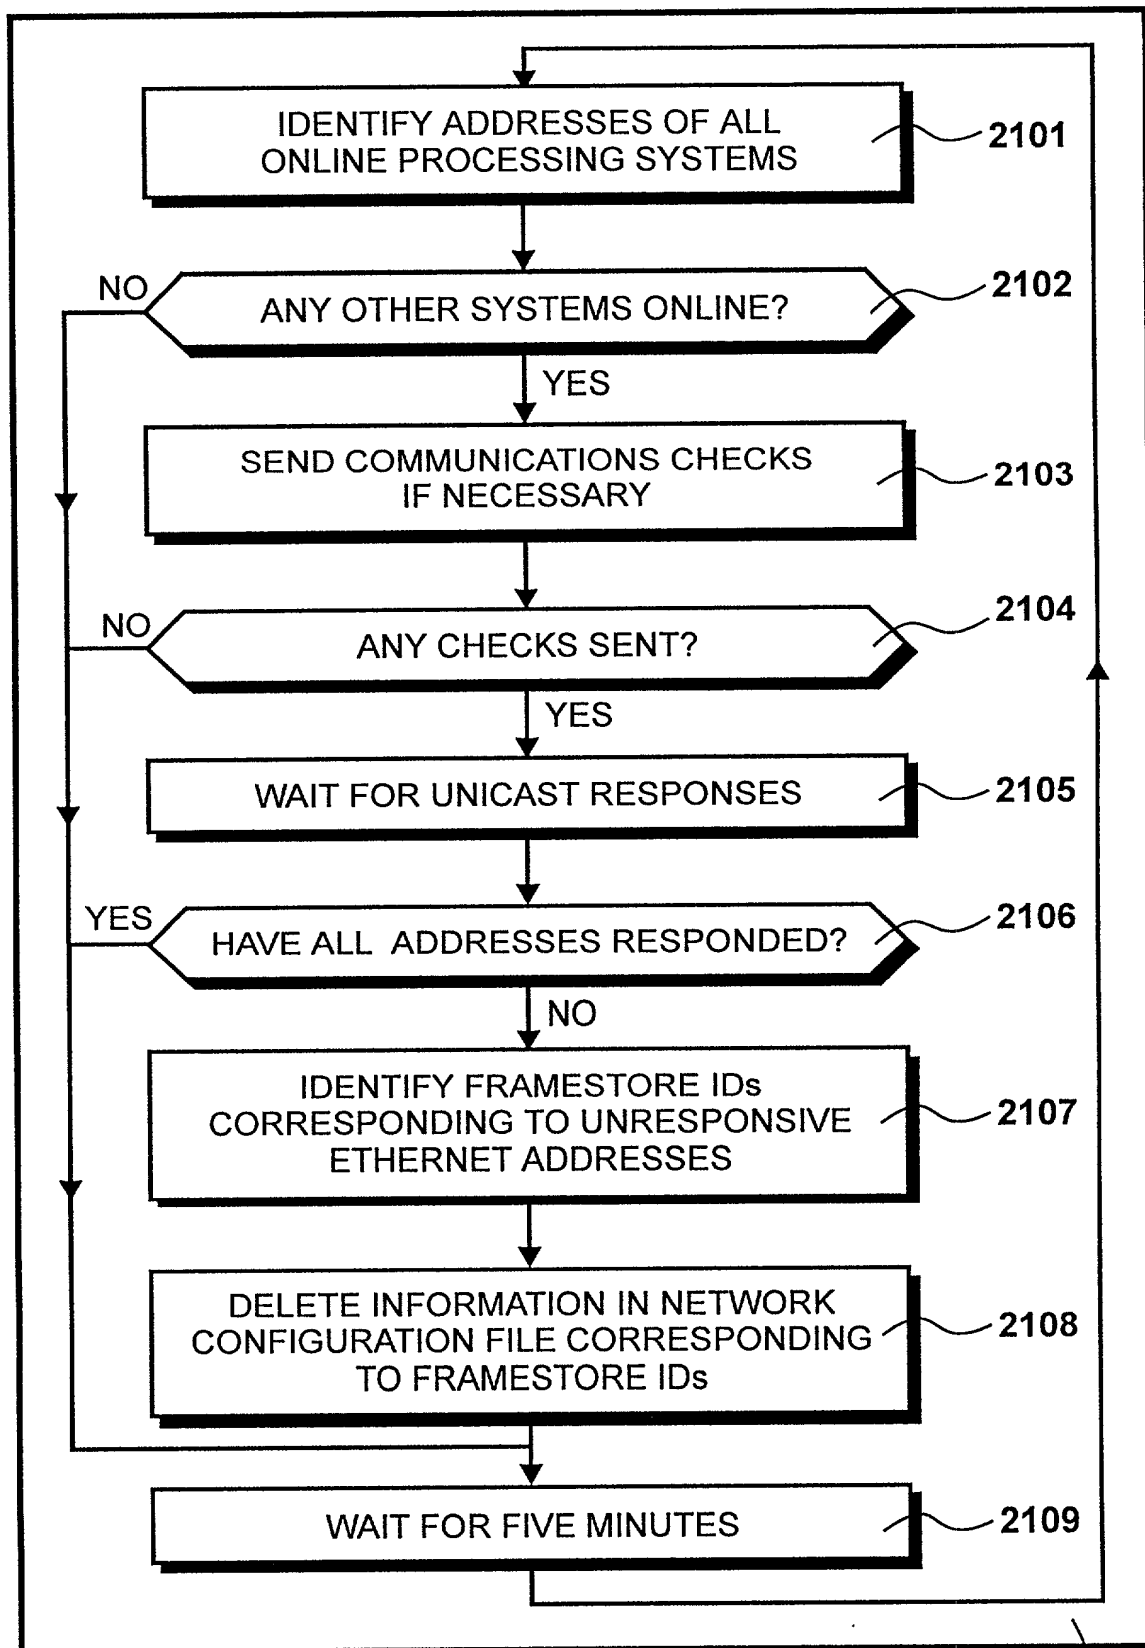 IDENTIFY ADDRESSES OF ALL
ONLINE PROCESSING SYSTEMS
2101
NO
ANY OTHER SYSTEMS ONLINE?
2102
YES
SEND COMMUNICATIONS CHECKS
IF NECESSARY
2103
NO
ANY CHECKS SENT?
2104
YES
WAIT FOR UNICAST RESPONSES
2105
YES
HAVE ALL ADDRESSES RESPONDED?
2106
NO
IDENTIFY FRAMESTORE IDs
CORRESPONDING TO UNRESPONSIVE
ETHERNET ADDRESSES
2107
DELETE INFORMATION IN NETWORK
CONFIGURATION FILE CORRESPONDING
TO FRAMESTORE IDs
2108
WAIT FOR FIVE MINUTES
2109